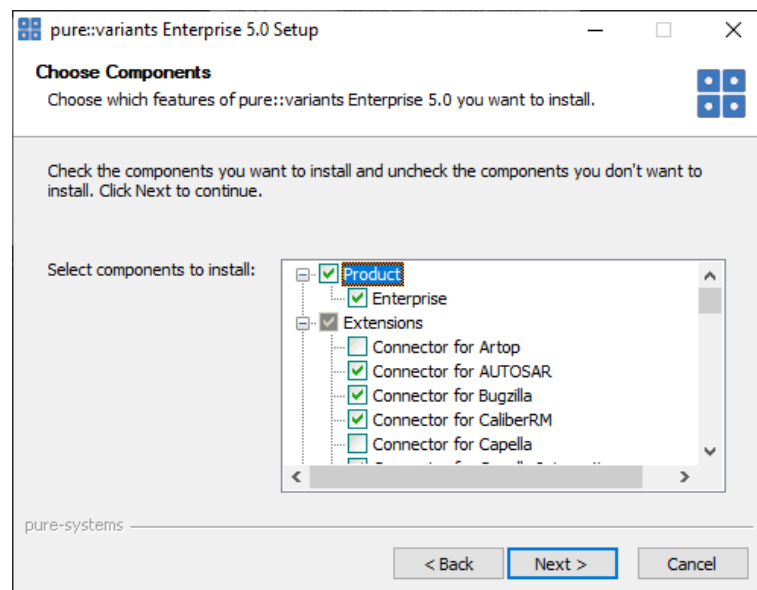 pure::variants Enterprise 5.0 Setup
Choose Components
Choose which features of pure::variants Enterprise 5.0 you want to install.
Check the components you want to install and uncheck the components you don't want to
install. Click Next to continue.
Select components to install:
Product
Enterprise
Extensions
Connector for Artop
Connector for AUTOSAR
Connector for Bugzilla
Connector for CaliberRM
Connector for Capella
pure-systems
< Back
Next >
Cancel